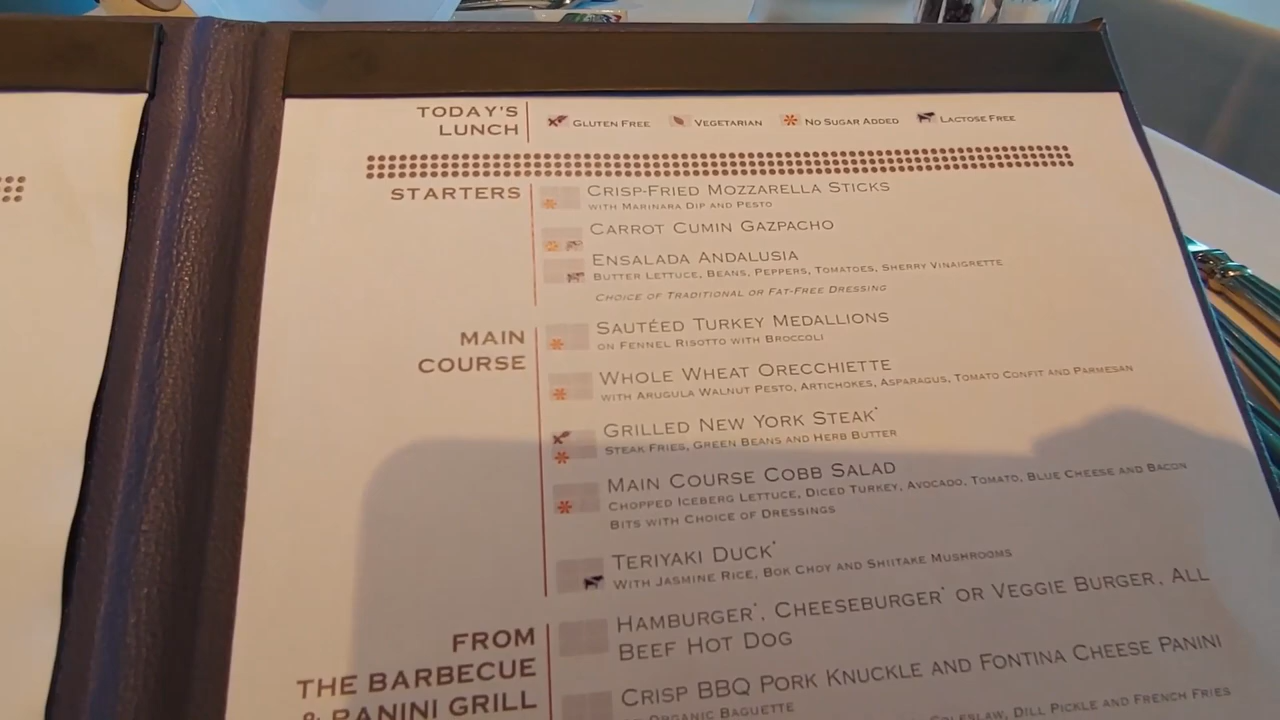 TODAY'S
LUNCH
GLUTEN FREE
VEGETARIAN
NO SUGAR ADDED
LACTOSE FREE
STARTERS
CRISP-FRIED MOZZARELLA STICKS
WITH MARINARA DIP AND PESTO
CARROT CUMIN GAZPACHO
ENSALADA ANDALUSIA
BUTTER LETTUCE, BEANS, PEPPERS, TOMATOES, SHERRY VINAIGRETTE
CHOICE OF TRADITIONAL OR FAT-FREE DRESSING
MAIN
COURSE
SAUTÉED TURKEY MEDALLIONS
ON FENNEL RISOTTO WITH BROCCOLI
WHOLE WHEAT ORECCHIETTE
WITH ARUGULA WALNUT PESTO, ARTICHOKES, ASPARAGUS, TOMATO CONFIT AND PARMESAN
GRILLED NEW YORK STEAK*
STEAK FRIES, GREEN BEANS AND HERB BUTTER
MAIN COURSE COBB SALAD
CHOPPED ICEBERG LETTUCE, DICED TURKEY, AVOCADO, TOMATO, BLUE CHEESE AND BACON
BITS WITH CHOICE OF DRESSINGS
TERIYAKI DUCK*
WITH JASMINE RICE, BOK CHOY AND SHIITAKE MUSHROOMS
FROM
THE BARBECUE
& PANINI GRILL
HAMBURGER*, CHEESEBURGER* OR VEGGIE BURGER, ALL
BEEF HOT DOG
CRISP BBQ PORK KNUCKLE AND FONTINA CHEESE PANINI
ORGANIC BAGUETTE
COLESLAW, DILL PICKLE AND FRENCH FRIES